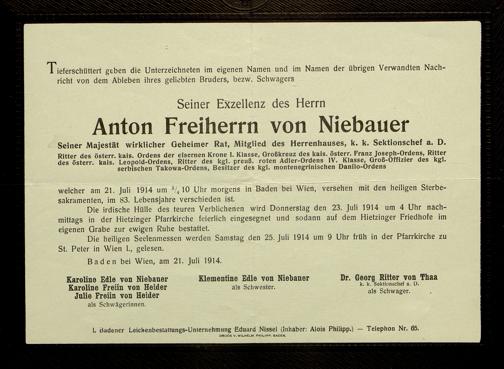 Tieferschüttert geben die Unterzeichneten im eigenen Namen und im Namen der übrigen Verwandten Nach-
richt von dem Ableben ihres geliebten Bruders, bezw. Schwagers
Seiner Exzellenz des Herrn
Anton Freiherrn von Niebauer
Seiner Majestät wirklicher Geheimer Rat, Mitglied des Herrenhauses, k. k. Sektionschef a. D.
Ritter des österr. kais. Ordens der eisernen Krone I. Klasse, Großkreuz des kais. österr. Franz Joseph-Ordens, Ritter
des österr. kais. Leopold-Ordens, Ritter des kgl. preuß. roten Adler-Ordens IV. Klasse, Groß-Offizier des kgl.
serbischen Takowa-Ordens, Besitzer des kgl. montenegrinischen Danilo-Ordens
welcher am 21. Juli 1914 um ¾10 Uhr morgens in Baden bei Wien, versehen mit den heiligen Sterbe-
sakramenten, im 83. Lebensjahre verschieden ist.
Die irdische Hülle des teuren Verblichenen wird Donnerstag den 23. Juli 1914 um 4 Uhr nach-
mittags in der Hietzinger Pfarrkirche feierlich eingesegnet und sodann auf dem Hietzinger Friedhofe im
eigenen Grabe zur ewigen Ruhe bestattet.
Die heiligen Seelenmessen werden Samstag den 25. Juli 1914 um 9 Uhr früh in der Pfarrkirche zu
St. Peter in Wien I., gelesen.
Baden bei Wien, am 21. Juli 1914.
Karoline Edle von Niebauer
Karoline Freiin von Heider
Julie Freiin von Heider
als Schwägerinnen.
Klementine Edle von Niebauer
als Schwester.
Dr. Georg Ritter von Thaa
k. k. Sektionschef a. D.
als Schwager.
I. Badener Leichenbestattungs-Unternehmung Eduard Nissel (Inhaber: Alois Philipp.) — Telephon Nr. 65.
DRUCK V. WILHELM PHILIPP, BADEN.